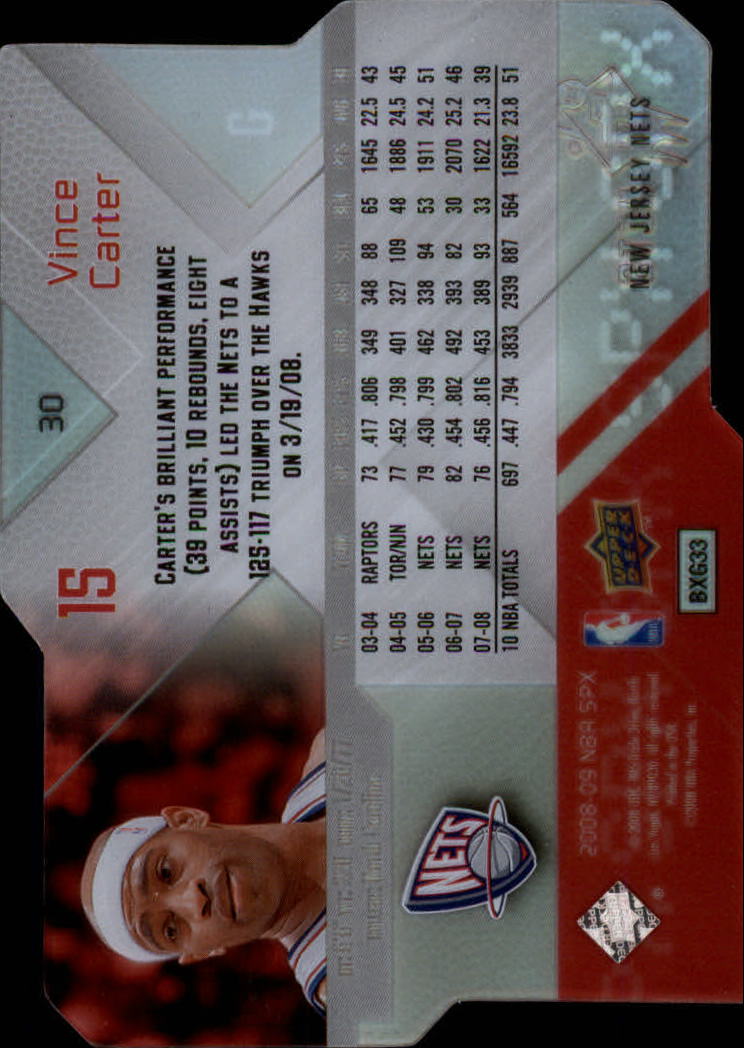 15
30
Vince
Carter
G
CARTER'S BRILLIANT PERFORMANCE
(39 POINTS, 10 REBOUNDS, EIGHT
ASSISTS) LED THE NETS TO A
125-117 TRIUMPH OVER THE HAWKS
ON 3/19/08.
YR TEAM
03-04 RAPTORS 73 .417 .806 349 348 88 65 1645 22.5 43
04-05 TOR/NJN 77 .452 .798 401 327 109 48 1886 24.5 45
05-06 NETS 79 .430 .799 462 338 94 53 1911 24.2 51
06-07 NETS 82 .454 .802 492 393 82 30 2070 25.2 46
07-08 NETS 76 .456 .816 453 389 93 33 1622 21.3 39
10 NBA TOTALS 697 .447 .794 3833 2939 887 564 16592 23.8 51
NETS
2008-09 NBA SPX
UPPER
DECK
BXG33
NEW JERSEY NETS